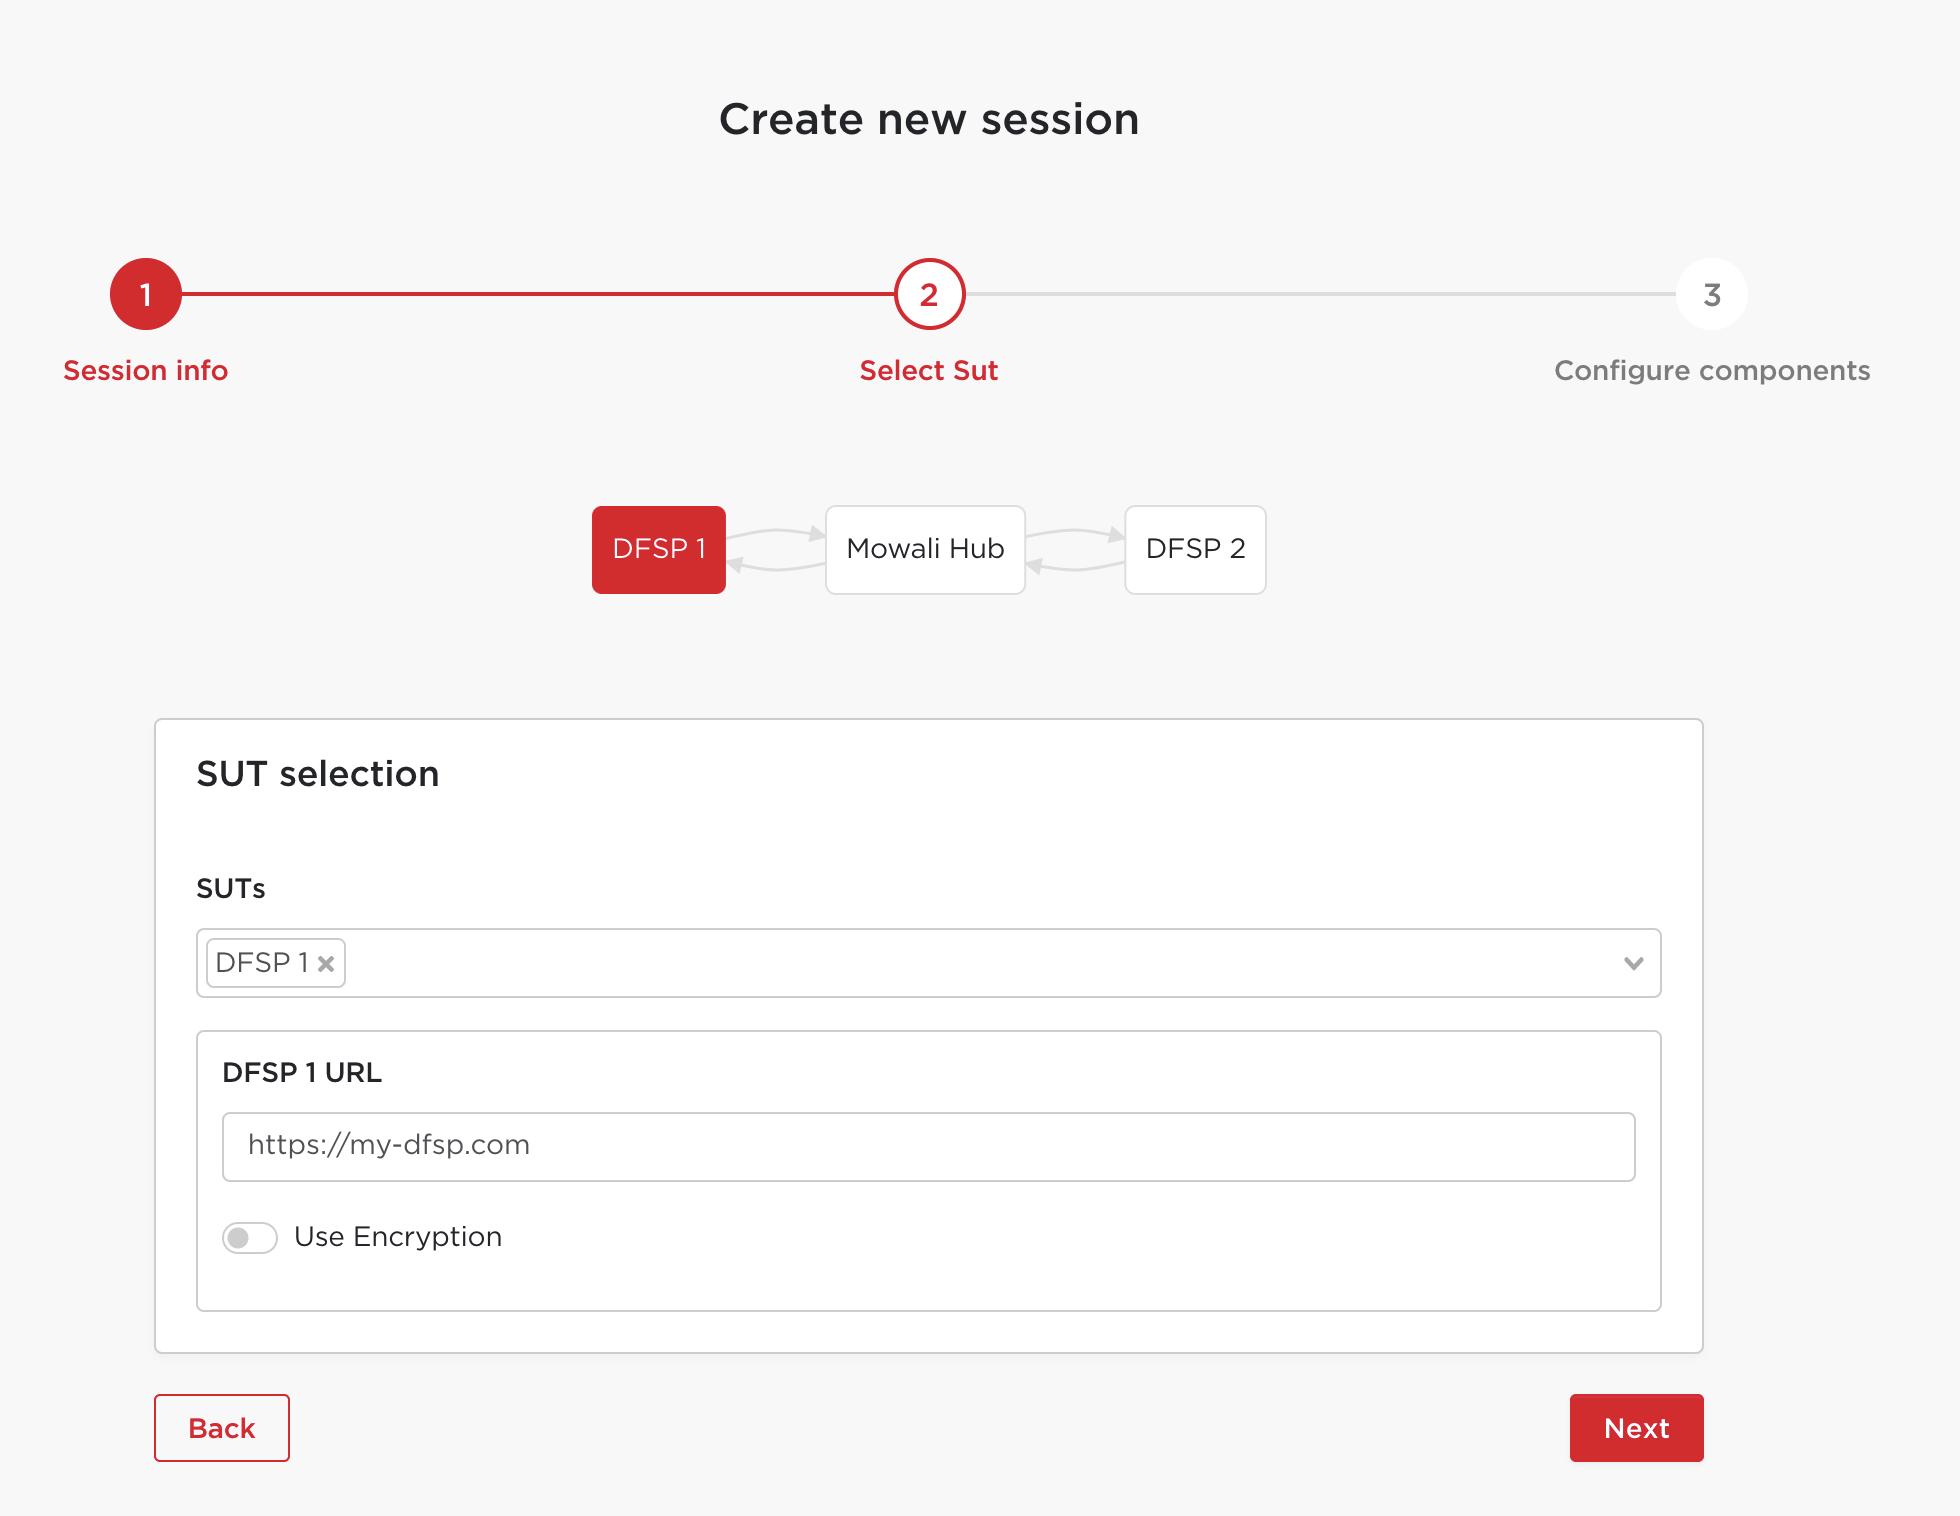 Create new session
1
2
3
Session info
Select Sut
Configure components
DFSP 1
Mowali Hub
DFSP 2
SUT selection
SUTs
DFSP 1
DFSP 1 URL
https://my-dfsp.com
Use Encryption
Back
Next